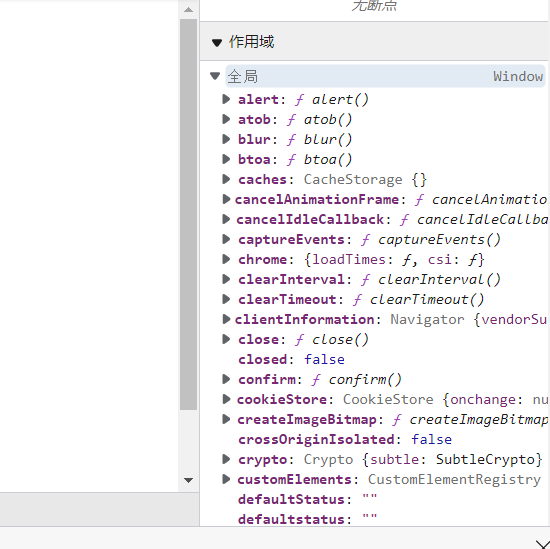 无断点
作用域
全局 Window
alert: ƒ alert()
atob: ƒ atob()
blur: ƒ blur()
btoa: ƒ btoa()
caches: CacheStorage {}
cancelAnimationFrame: ƒ cancelAnimatio
cancelIdleCallback: ƒ cancelIdleCallba
captureEvents: ƒ captureEvents()
chrome: {loadTimes: ƒ, csi: ƒ}
clearInterval: ƒ clearInterval()
clearTimeout: ƒ clearTimeout()
clientInformation: Navigator {vendorSu
close: ƒ close()
closed: false
confirm: ƒ confirm()
cookieStore: CookieStore {onchange: nu
createImageBitmap: ƒ createImageBitmap
crossOriginIsolated: false
crypto: Crypto {subtle: SubtleCrypto}
customElements: CustomElementRegistry
defaultStatus: ""
defaultstatus: ""